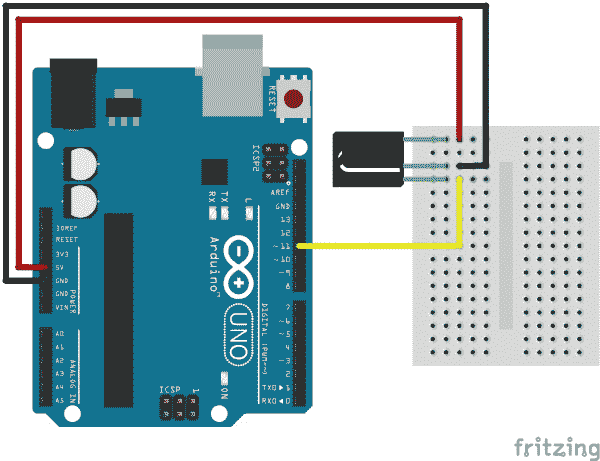 RESET
ICSP2
IOREF
RESET
3V3
5V
GND
GND
VIN
POWER
A0
A1
A2
A3
A4
A5
ANALOG IN
AREF
GND
13
12
~11
~10
~9
8
7
~6
~5
4
~3
2
TX0▶1
RX0◀0
DIGITAL (PWM~)
RX
TX
L
Arduino™
UNO
ON
ICSP
1
fritzing